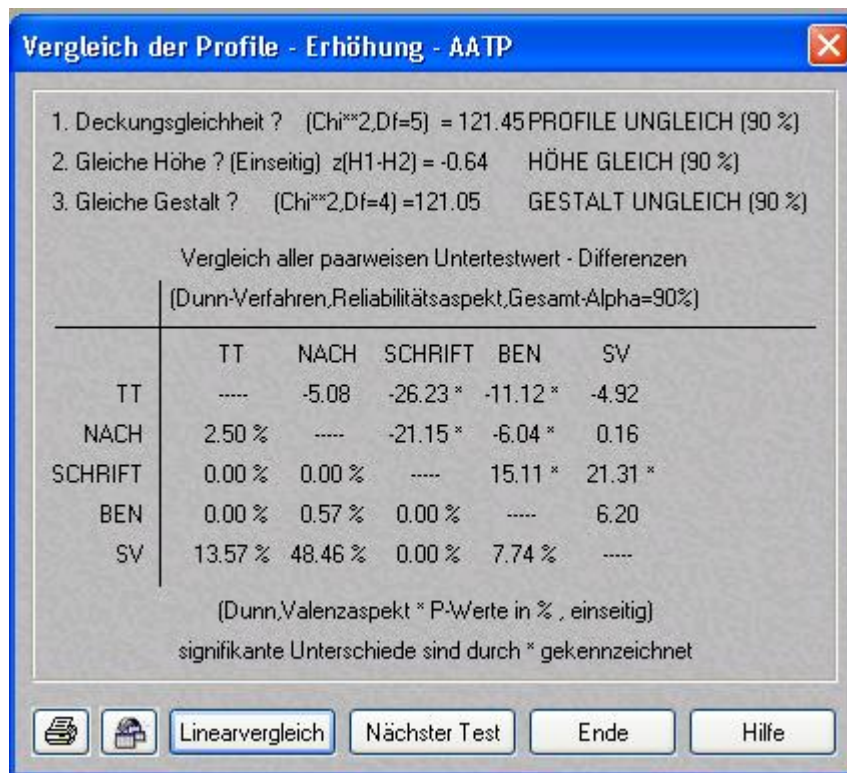 Vergleich der Profile - Erhöhung - AATP
1. Deckungsgleichheit ? (Chi**2,Df=5) = 121.45 PROFILE UNGLEICH (90 %)
2. Gleiche Höhe ? (Einseitig) z(H1-H2) = -0.64 HÖHE GLEICH (90 %)
3. Gleiche Gestalt ? (Chi**2,Df=4) =121.05 GESTALT UNGLEICH (90 %)
Vergleich aller paarweisen Untertestwert - Differenzen
(Dunn-Verfahren,Reliabilitätsaspekt,Gesamt-Alpha=90%)
TT NACH SCHRIFT BEN SV
TT ----- -5.08 -26.23 * -11.12 * -4.92
NACH 2.50 % ----- -21.15 * -6.04 * 0.16
SCHRIFT 0.00 % 0.00 % ----- 15.11 * 21.31 *
BEN 0.00 % 0.57 % 0.00 % ----- 6.20
SV 13.57 % 48.46 % 0.00 % 7.74 % -----
(Dunn,Valenzaspekt * P-Werte in % , einseitig)
signifikante Unterschiede sind durch * gekennzeichnet
Linearvergleich Nächster Test Ende Hilfe